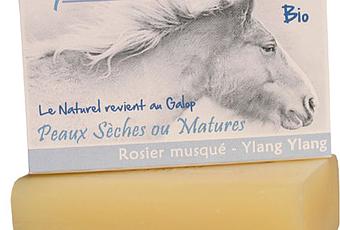 Bio
Le Naturel revient au Galop
Peaux Sèches ou Matures
Rosier musqué - Ylang Ylang